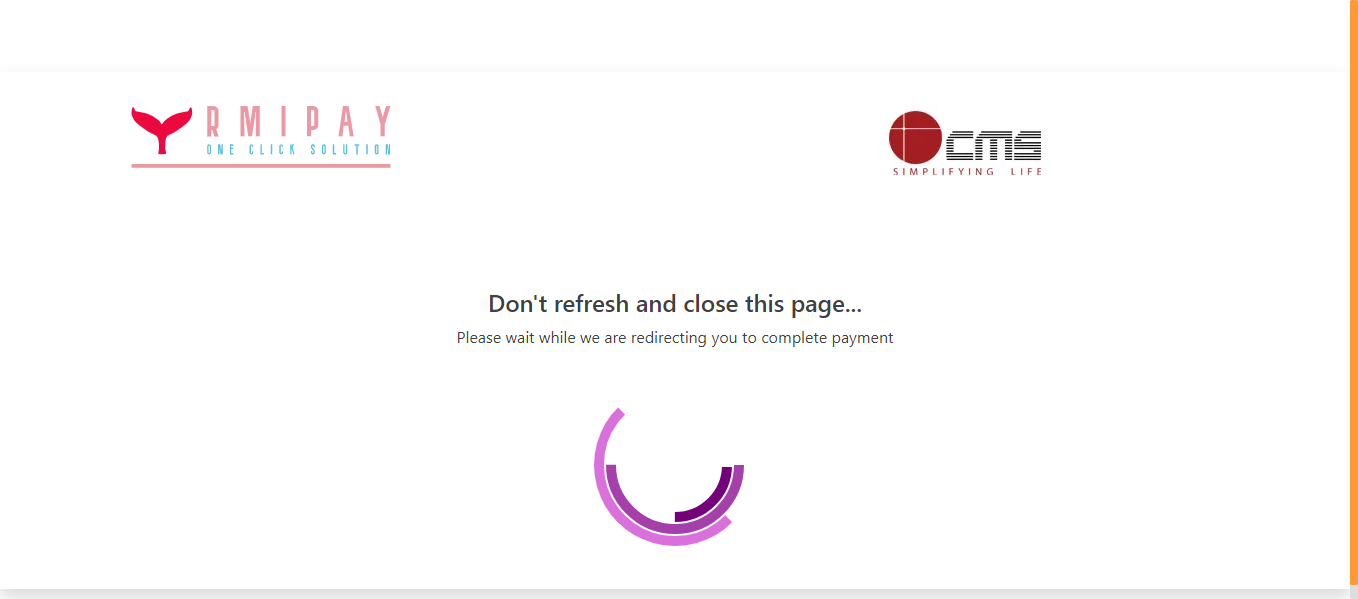 RMIPAY
ONE CLICK SOLUTION
CMS
SIMPLIFYING LIFE
Don't refresh and close this page...
Please wait while we are redirecting you to complete payment